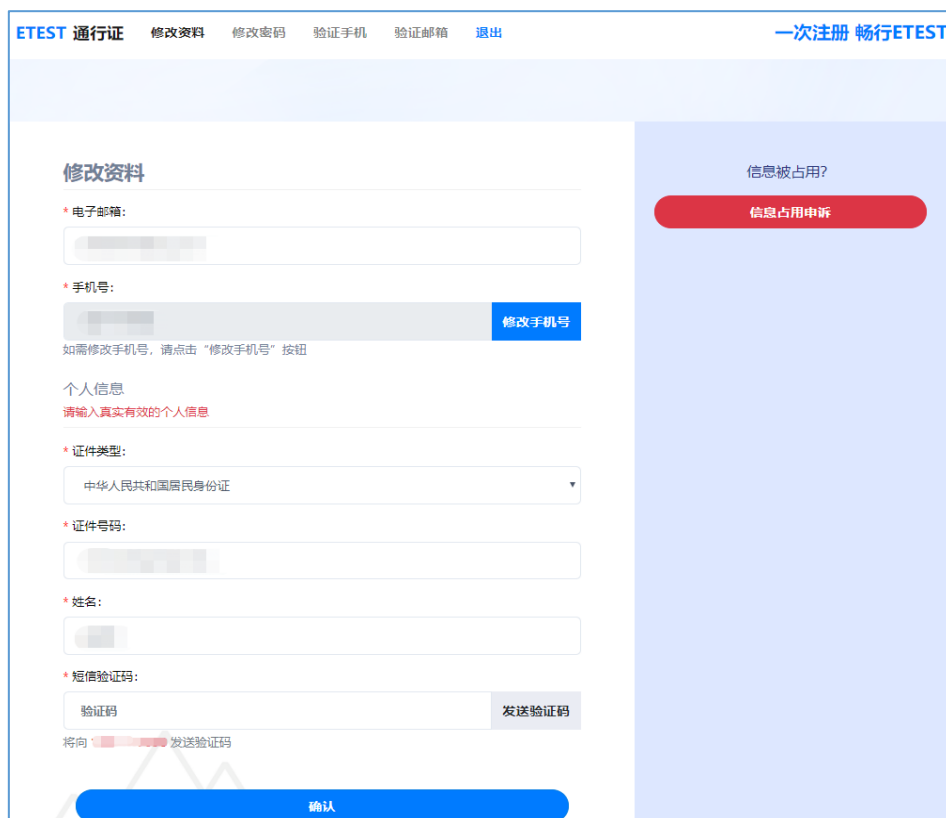 ETEST 通行证 修改资料 修改密码 验证手机 验证邮箱 退出 一次注册 畅行ETEST
修改资料
* 电子邮箱:
* 手机号:
修改手机号
如需修改手机号，请点击“修改手机号”按钮
个人信息
请输入真实有效的个人信息
* 证件类型:
中华人民共和国居民身份证
* 证件号码:
* 姓名:
* 短信验证码:
验证码 发送验证码
将向 发送验证码
确认
信息被占用?
信息占用申诉